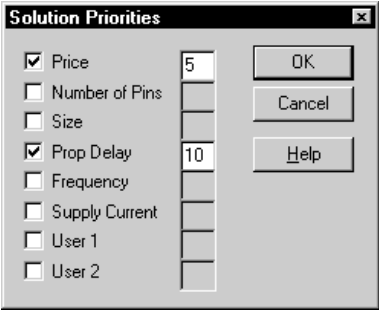 Solution Priorities
Price 5 OK
Number of Pins Cancel
Size
Prop Delay 10 Help
Frequency
Supply Current
User 1
User 2